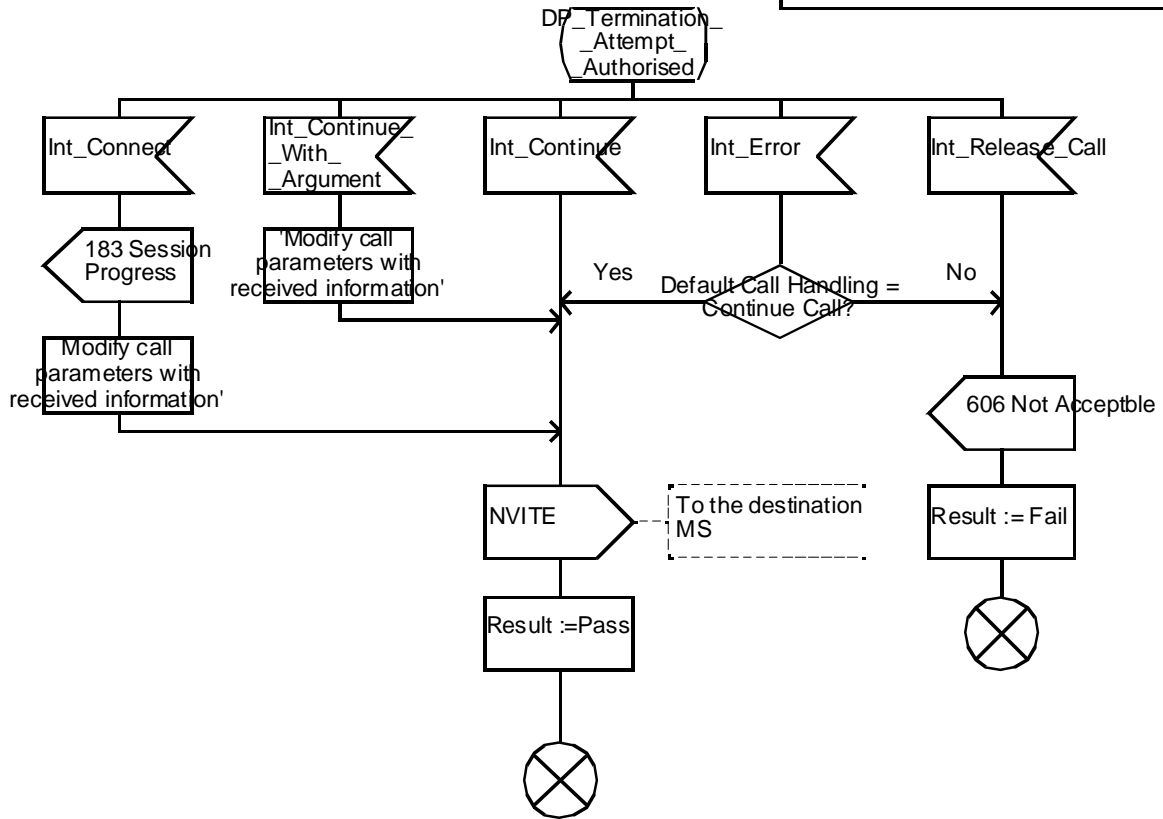 DP_Termination_
_Attempt_
_Authorised
Int_Connect
Int_Continue_
_With_
_Argument
Int_Continue
Int_Error
Int_Release_Call
183 Session
Progress
'Modify call
parameters with
received information'
Yes
Default Call Handling =
Continue Call?
No
Modify call
parameters with
received information'
606 Not Acceptble
NVITE
To the destination
MS
Result := Fail
Result :=Pass